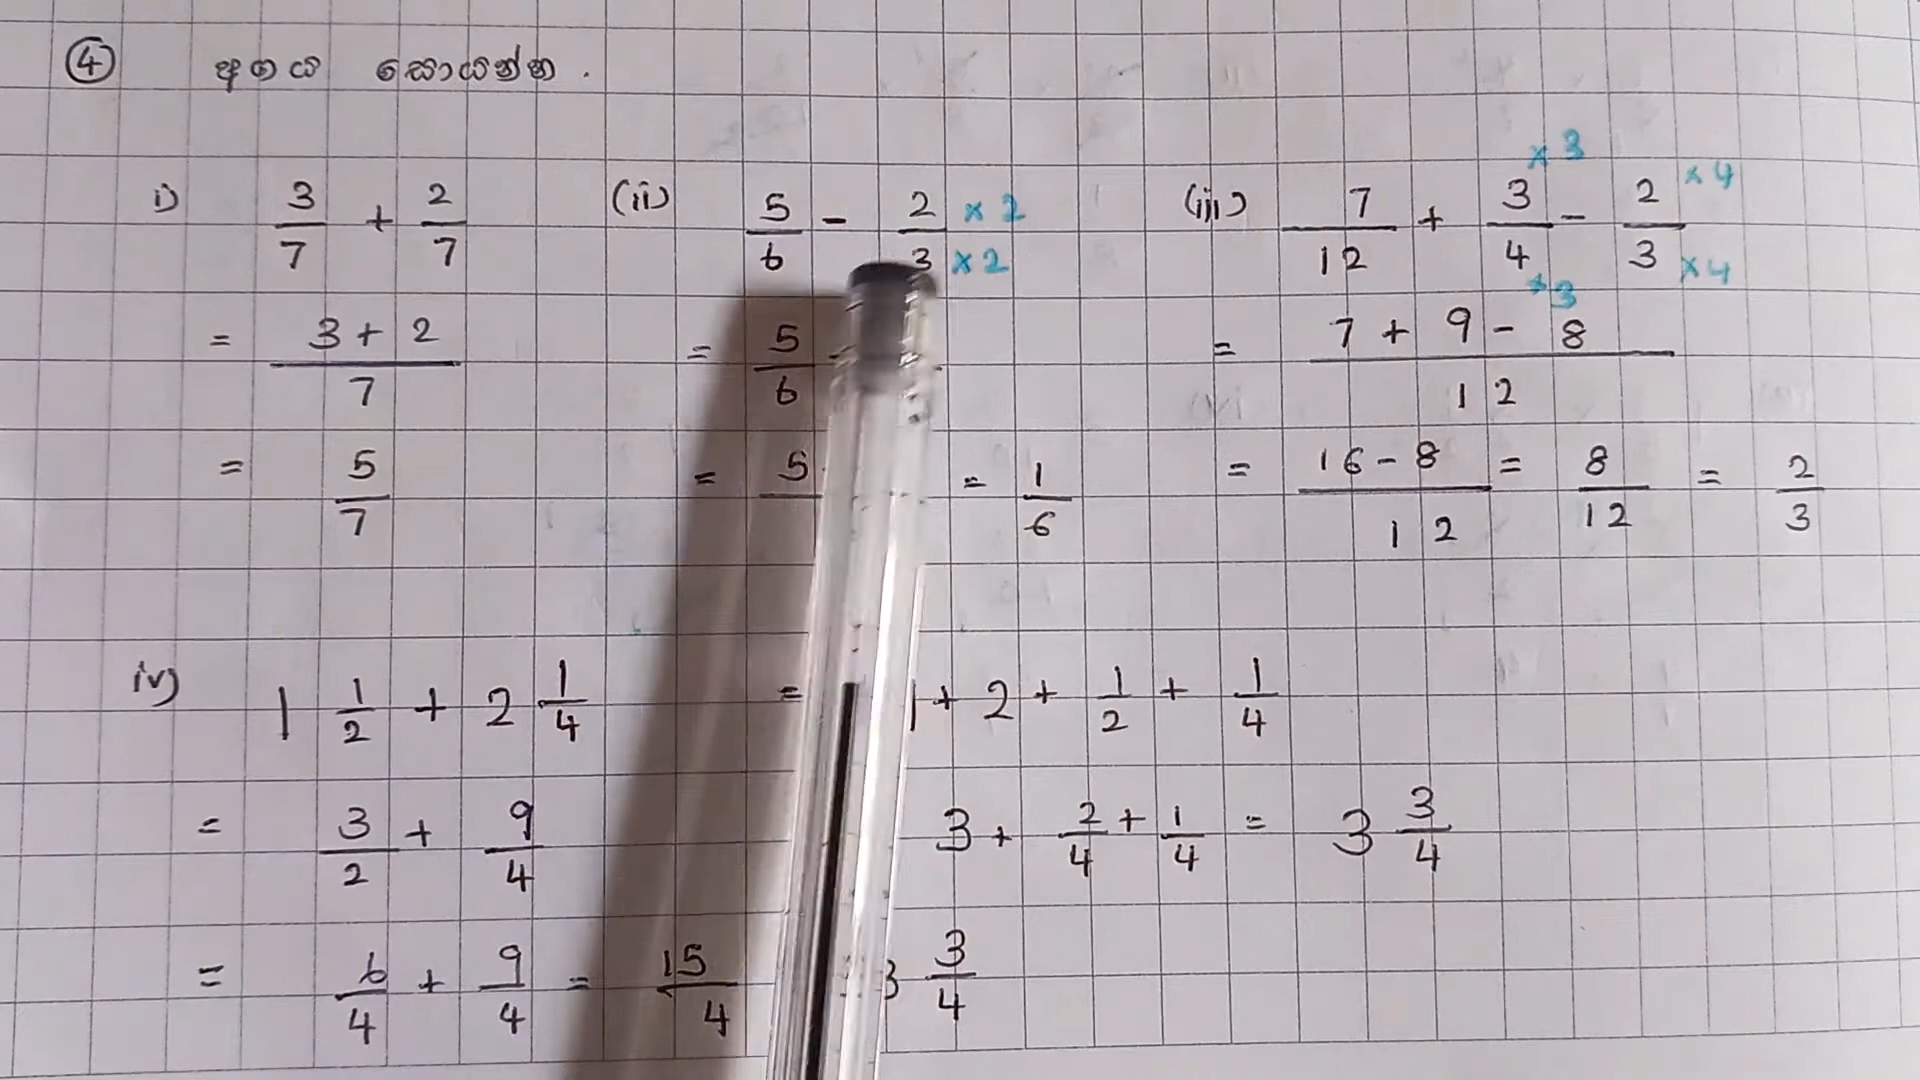 ④ අගය සොයන්න.
i) 3/7 + 2/7
= (3 + 2)/7
= 5/7
(ii) 5/6 - 2/3 ×2 ×2
= 5/6
= 5 = 1/6
(iii) 7/12 + 3/4 - 2/3 ×3 ×3 ×4 ×4
= (7 + 9 - 8)/12
= (16 - 8)/12 = 8/12 = 2/3
iv) 1 1/2 + 2 1/4 = 1 + 2 + 1/2 + 1/4
= 3/2 + 9/4
3 + 2/4 + 1/4 = 3 3/4
= 6/4 + 9/4 = 15/4 3 3/4